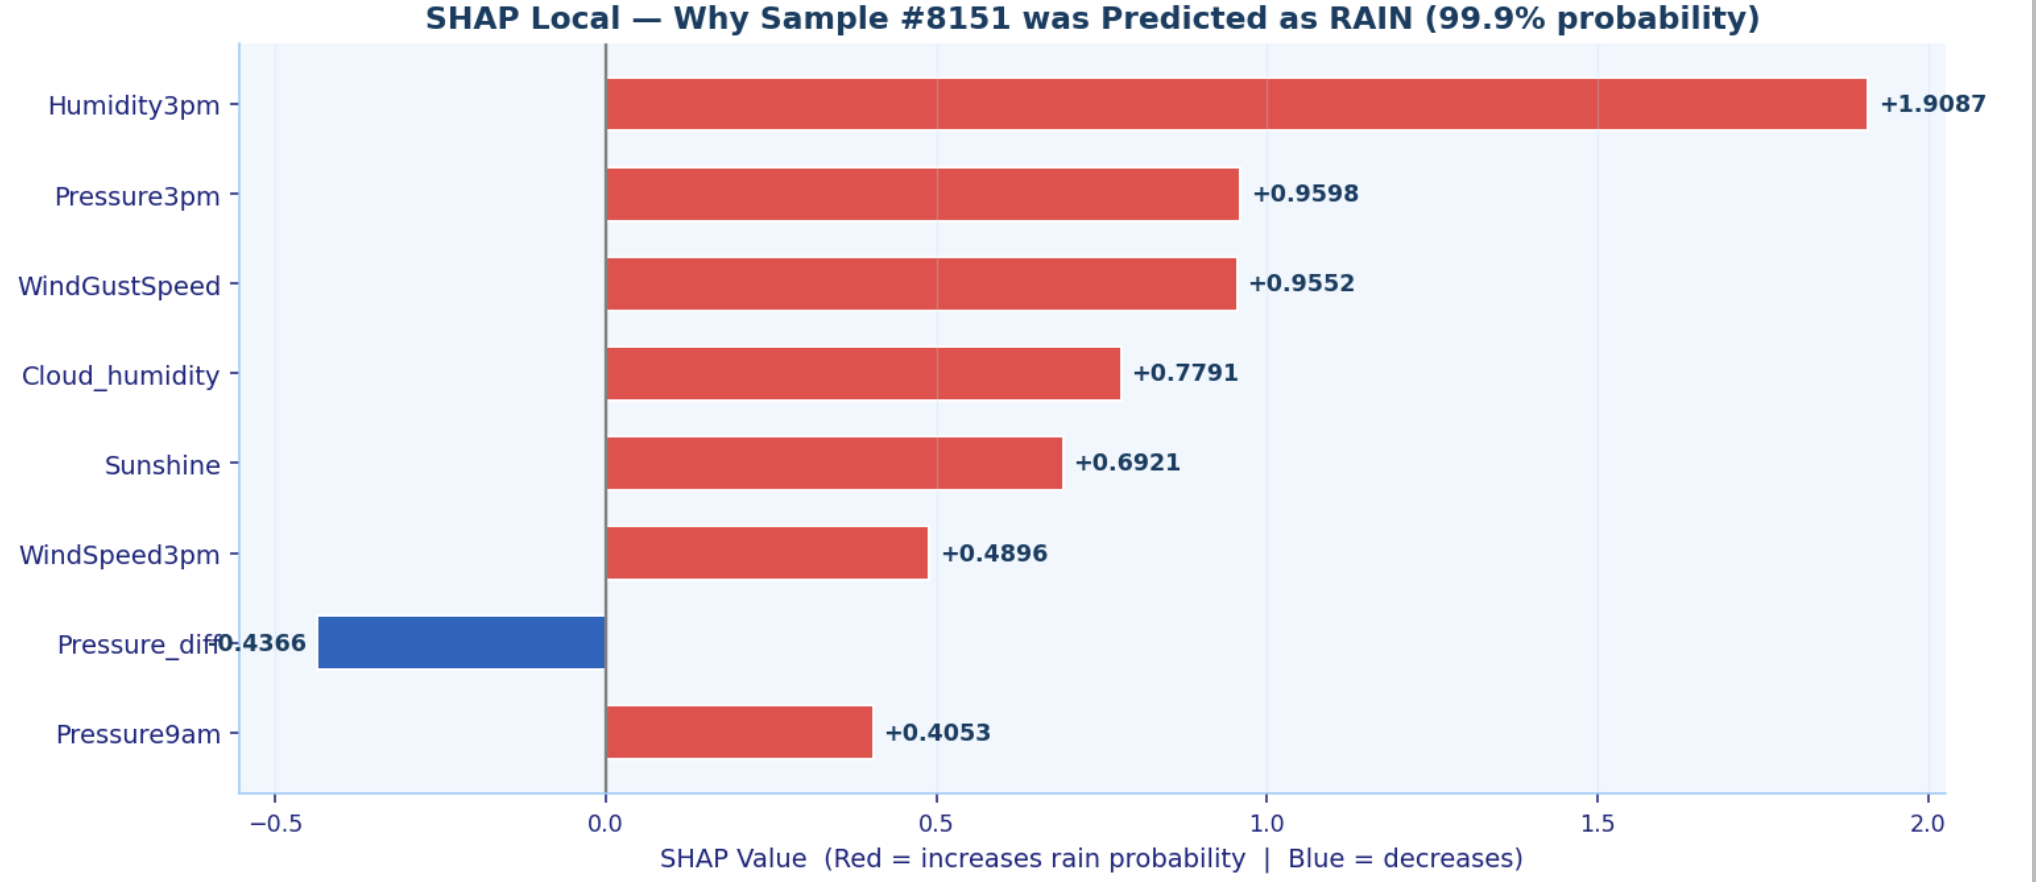 SHAP Local — Why Sample #8151 was Predicted as RAIN (99.9% probability)
Humidity3pm +1.9087
Pressure3pm +0.9598
WindGustSpeed +0.9552
Cloud_humidity +0.7791
Sunshine +0.6921
WindSpeed3pm +0.4896
Pressure_diff -0.4366
Pressure9am +0.4053
−0.5 0.0 0.5 1.0 1.5 2.0
SHAP Value (Red = increases rain probability | Blue = decreases)